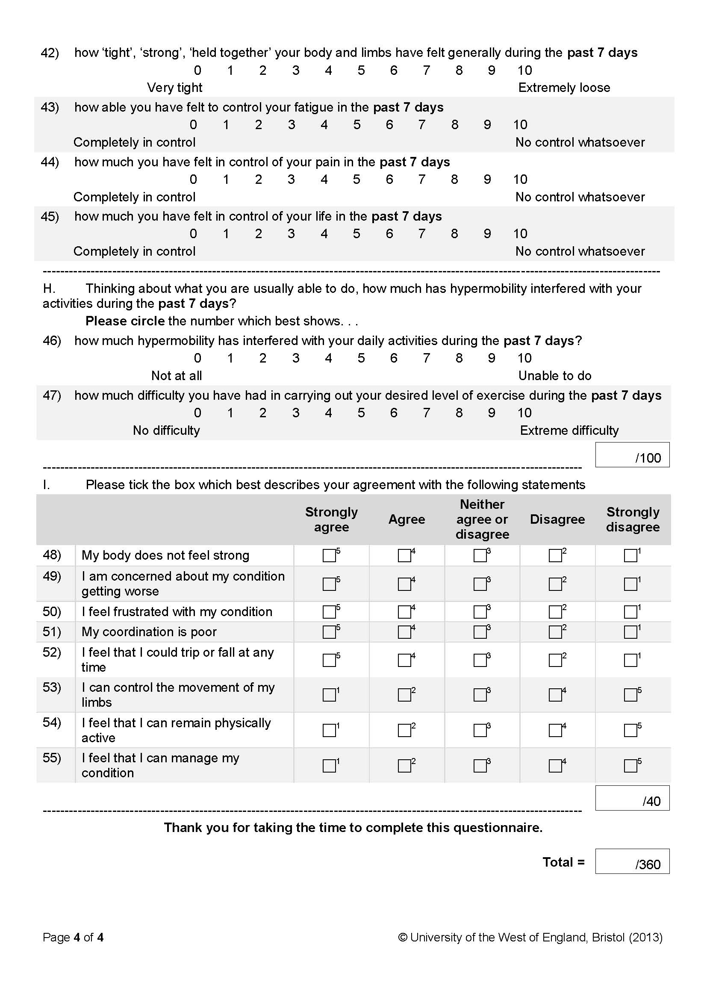 42) how ‘tight’, ‘strong’, ‘held together’ your body and limbs have felt generally during the past 7 days
0 1 2 3 4 5 6 7 8 9 10
Very tight Extremely loose
43) how able you have felt to control your fatigue in the past 7 days
0 1 2 3 4 5 6 7 8 9 10
Completely in control No control whatsoever
44) how much you have felt in control of your pain in the past 7 days
0 1 2 3 4 5 6 7 8 9 10
Completely in control No control whatsoever
45) how much you have felt in control of your life in the past 7 days
0 1 2 3 4 5 6 7 8 9 10
Completely in control No control whatsoever
H. Thinking about what you are usually able to do, how much has hypermobility interfered with your
activities during the past 7 days?
Please circle the number which best shows. . .
46) how much hypermobility has interfered with your daily activities during the past 7 days?
0 1 2 3 4 5 6 7 8 9 10
Not at all Unable to do
47) how much difficulty you have had in carrying out your desired level of exercise during the past 7 days
0 1 2 3 4 5 6 7 8 9 10
No difficulty Extreme difficulty
/100
I. Please tick the box which best describes your agreement with the following statements
Strongly
agree
Agree
Neither
agree or
disagree
Disagree
Strongly
disagree
48) My body does not feel strong 5 4 3 2 1
49) I am concerned about my condition
getting worse 5 4 3 2 1
50) I feel frustrated with my condition 5 4 3 2 1
51) My coordination is poor 5 4 3 2 1
52) I feel that I could trip or fall at any
time 5 4 3 2 1
53) I can control the movement of my
limbs 1 2 3 4 5
54) I feel that I can remain physically
active 1 2 3 4 5
55) I feel that I can manage my
condition 1 2 3 4 5
/40
Thank you for taking the time to complete this questionnaire.
Total = /360
Page 4 of 4 © University of the West of England, Bristol (2013)